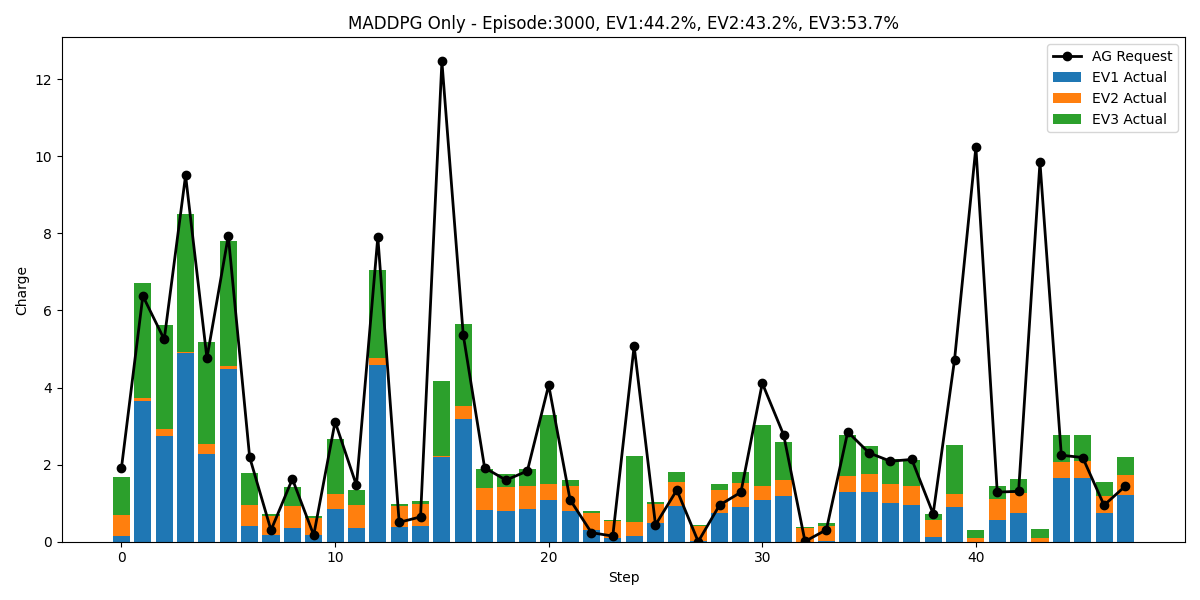 MADDPG Only - Episode:3000, EV1:44.2%, EV2:43.2%, EV3:53.7%
AG Request
EV1 Actual
EV2 Actual
EV3 Actual
Charge
12
10
8
6
4
2
0
0 10 20 30 40
Step